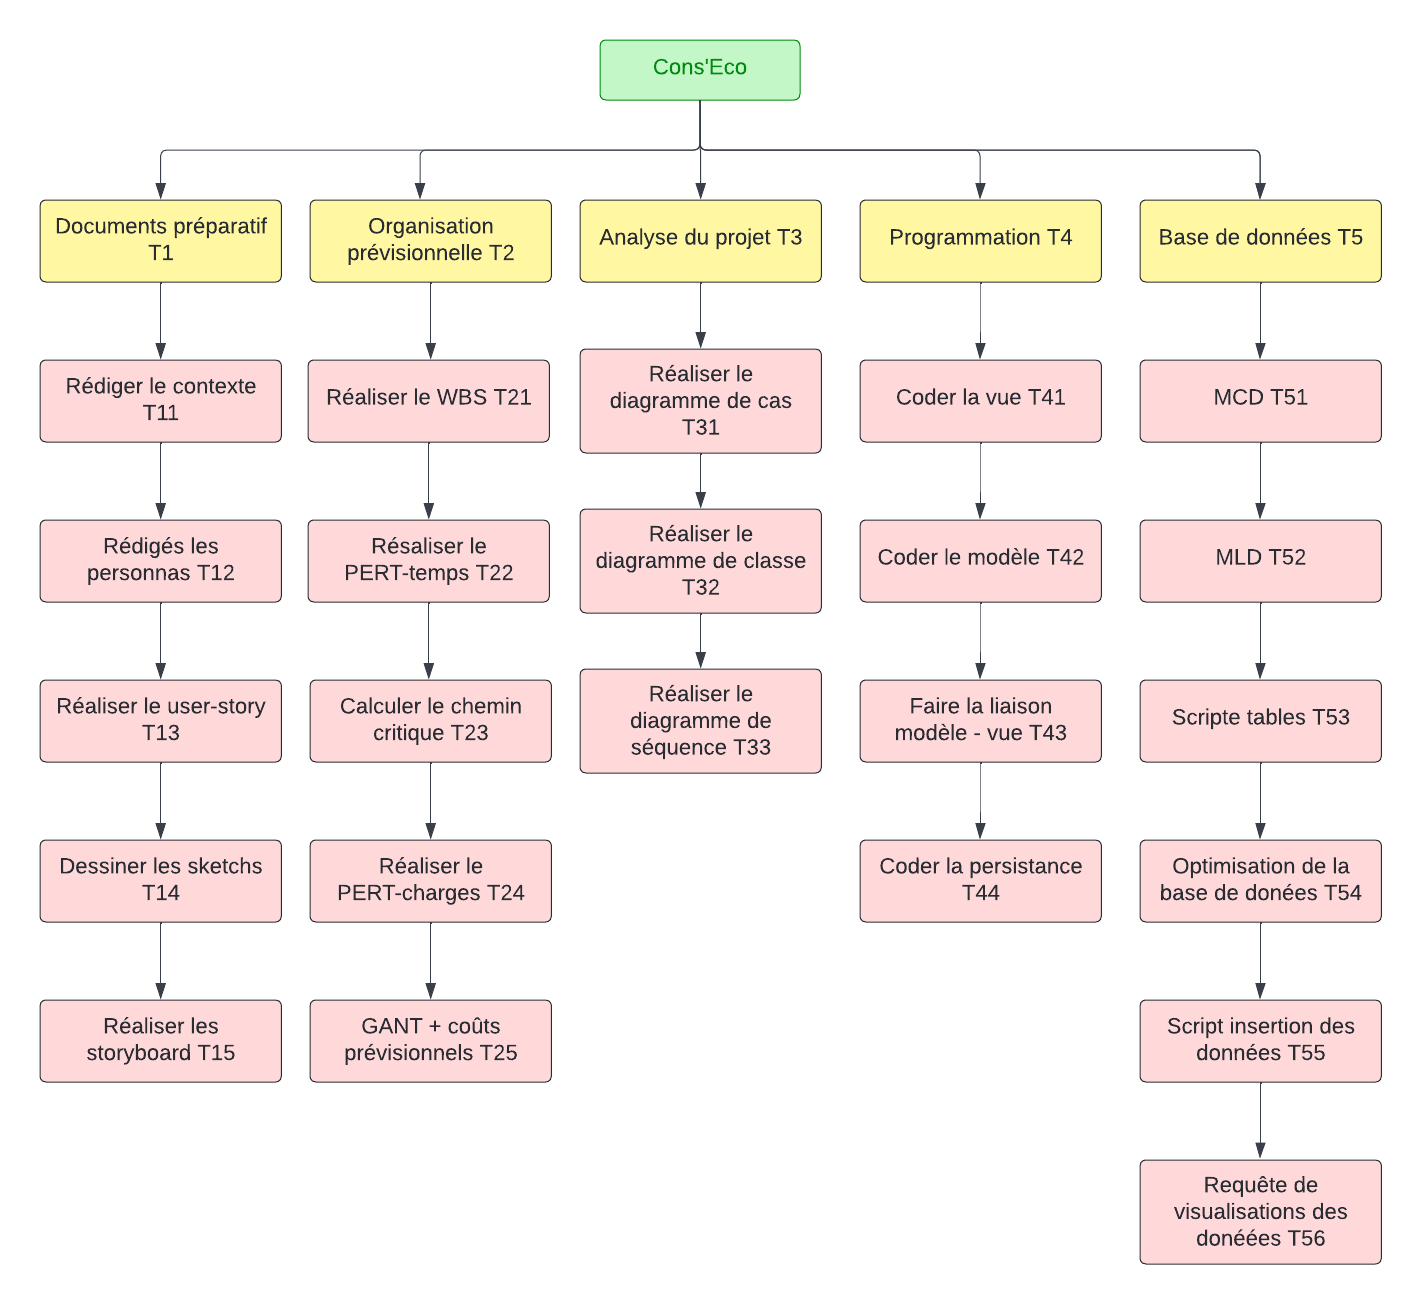 Cons'Eco
Documents préparatif
T1
Organisation
prévisionnelle T2
Analyse du projet T3
Programmation T4
Base de données T5
Rédiger le contexte
T11
Réaliser le WBS T21
Réaliser le
diagramme de cas
T31
Coder la vue T41
MCD T51
Rédigés les
personnas T12
Résaliser le
PERT-temps T22
Réaliser le
diagramme de classe
T32
Coder le modèle T42
MLD T52
Réaliser le user-story
T13
Calculer le chemin
critique T23
Réaliser le
diagramme de
séquence T33
Faire la liaison
modèle - vue T43
Scripte tables T53
Dessiner les sketchs
T14
Réaliser le
PERT-charges T24
Coder la persistance
T44
Optimisation de la
base de donées T54
Réaliser les
storyboard T15
GANT + coûts
prévisionnels T25
Script insertion des
données T55
Requête de
visualisations des
donéées T56